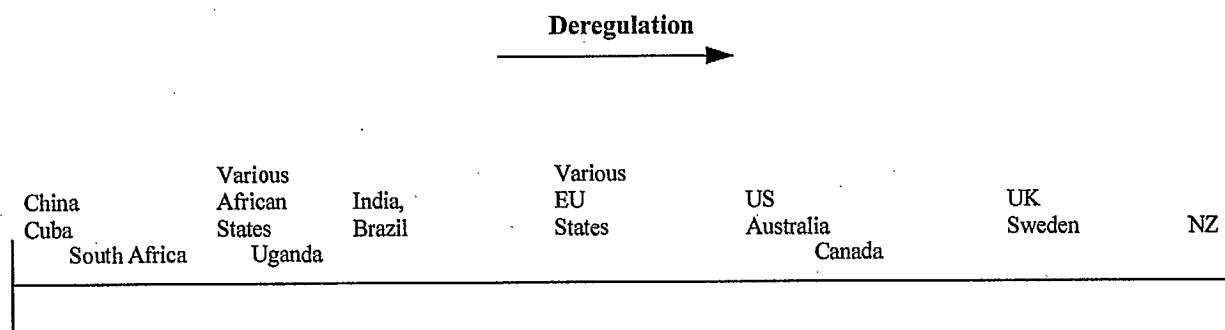 Deregulation
Various
African
States
Various
EU
States
China
Cuba
India,
Brazil
US
Australia
UK
Sweden
NZ
South Africa
Uganda
Canada